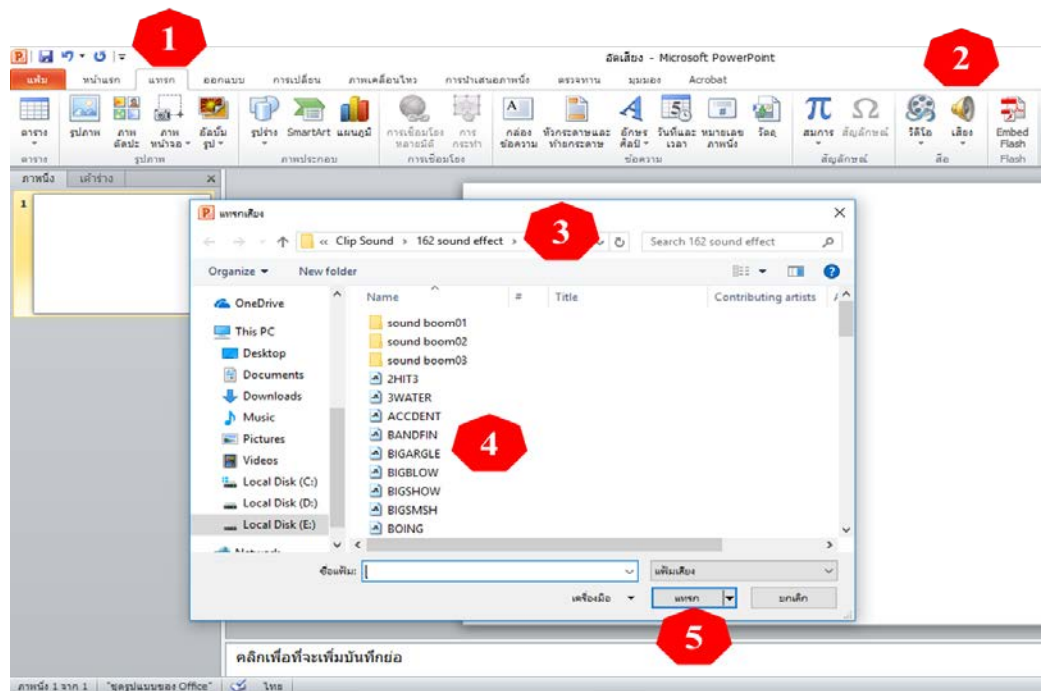 1
2
อัดเสียง - Microsoft PowerPoint
แฟ้ม หน้าแรก แทรก ออกแบบ การเปลี่ยน ภาพเคลื่อนไหว การนำเสนอภาพนิ่ง ตรวจทาน มุมมอง Acrobat
ตาราง รูปภาพ ภาพตัดปะ ภาพหน้าจอ อัลบั้มรูป รูปร่าง SmartArt แผนภูมิ การเชื่อมโยงหลายมิติ การกระทำ กล่องข้อความ หัวกระดาษและท้ายกระดาษ อักษรศิลป์ วันที่และเวลา หมายเลขภาพนิ่ง วัตถุ สมการ สัญลักษณ์ วิดีโอ เสียง Embed Flash
ตาราง รูปภาพ ภาพประกอบ การเชื่อมโยง ข้อความ สัญลักษณ์ สื่อ Flash
ภาพนิ่ง เค้าร่าง
1
แทรกเสียง
« Clip Sound › 162 sound effect › 3 Search 162 sound effect
Organize New folder
Name # Title Contributing artists
OneDrive
This PC
Desktop
Documents
Downloads
Music
Pictures
Videos
Local Disk (C:)
Local Disk (D:)
Local Disk (E:)
Network
sound boom01
sound boom02
sound boom03
2HIT3
3WATER
ACCDENT
BANDFIN
BIGARGLE
BIGBLOW
BIGSHOW
BIGSMSH
BOING
4
ชื่อแฟ้ม: แฟ้มเสียง
เครื่องมือ แทรก ยกเลิก
5
คลิกเพื่อที่จะเพิ่มบันทึกย่อ
ภาพนิ่ง 1 จาก 1 "ชุดรูปแบบของ Office" ไทย